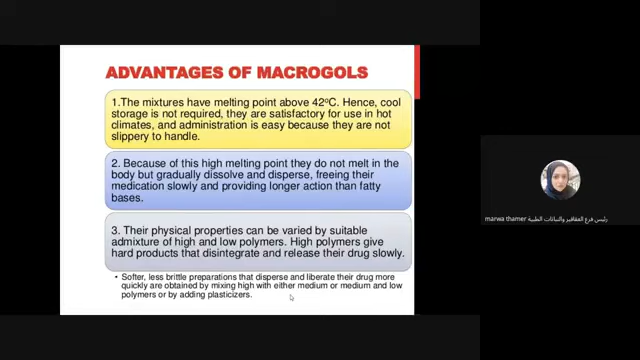 ADVANTAGES OF MACROGOLS
1.The mixtures have melting point above 42ºC. Hence, cool
storage is not required, they are satisfactory for use in hot
climates, and administration is easy because they are not
slippery to handle.
2. Because of this high melting point they do not melt in the
body but gradually dissolve and disperse, freeing their
medication slowly and providing longer action than fatty
bases.
3. Their physical properties can be varied by suitable
admixture of high and low polymers. High polymers give
hard products that disintegrate and release their drug slowly.
• Softer, less brittle preparations that disperse and liberate their drug more
quickly are obtained by mixing high with either medium or medium and low
polymers or by adding plasticizers.
marwa thamer رئيس فرع العقاقير والنباتات الطبية